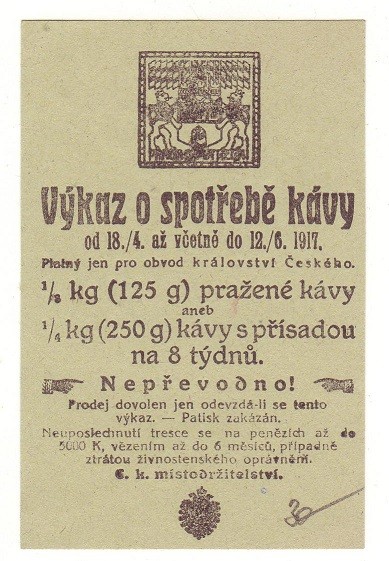 Výkaz o spotřebě kávy
od 18./4. až včetně do 12./6. 1917.
Platný jen pro obvod království Českého.
1/8 kg (125 g) pražené kávy
aneb
1/4 kg (250 g) kávy s přísadou
na 8 týdnů.
Nepřevodno!
Prodej dovolen jen odevzdá-li se tento
výkaz. — Patisk zakázán.
Neuposlechnutí tresce se na penězích až do
5000 K, vězením až do 6 měsíců, případně
ztrátou živnostenského oprávnění.
C. k. místodržitelství.
30